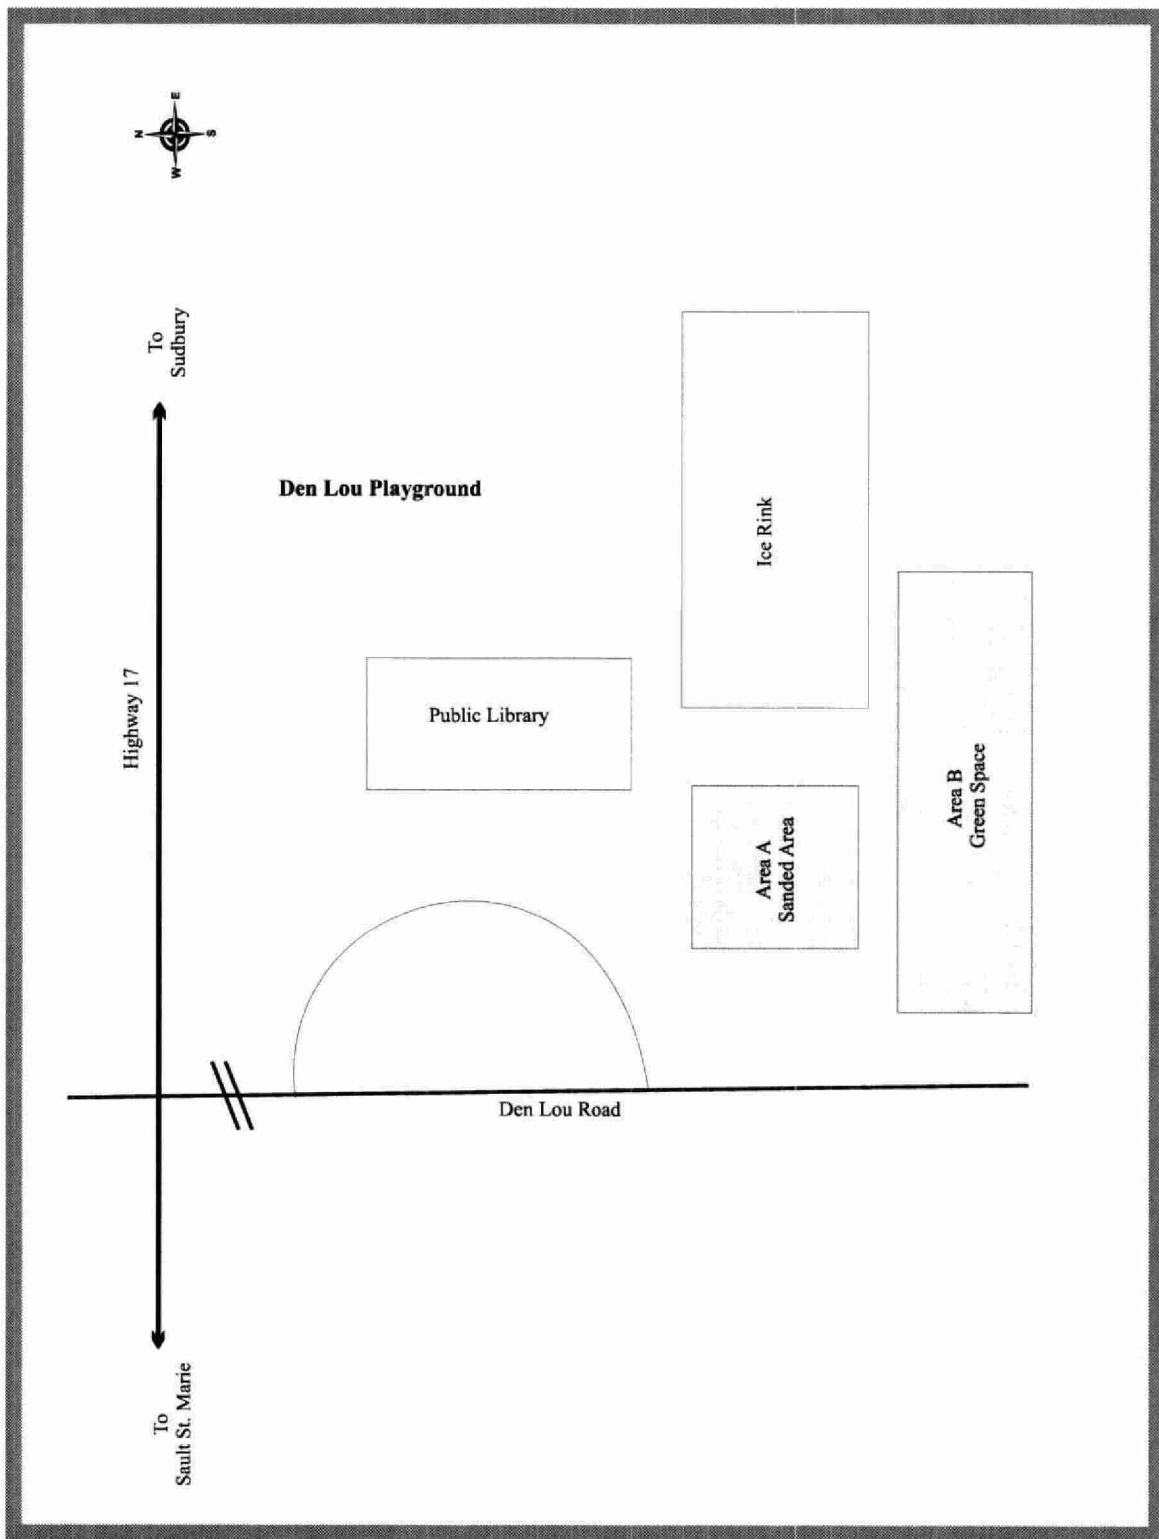 N
E
W
S
To
Sudbury
Highway 17
Den Lou Playground
Ice Rink
Public Library
Area A
Sanded Area
Area B
Green Space
Den Lou Road
To
Sault St. Marie